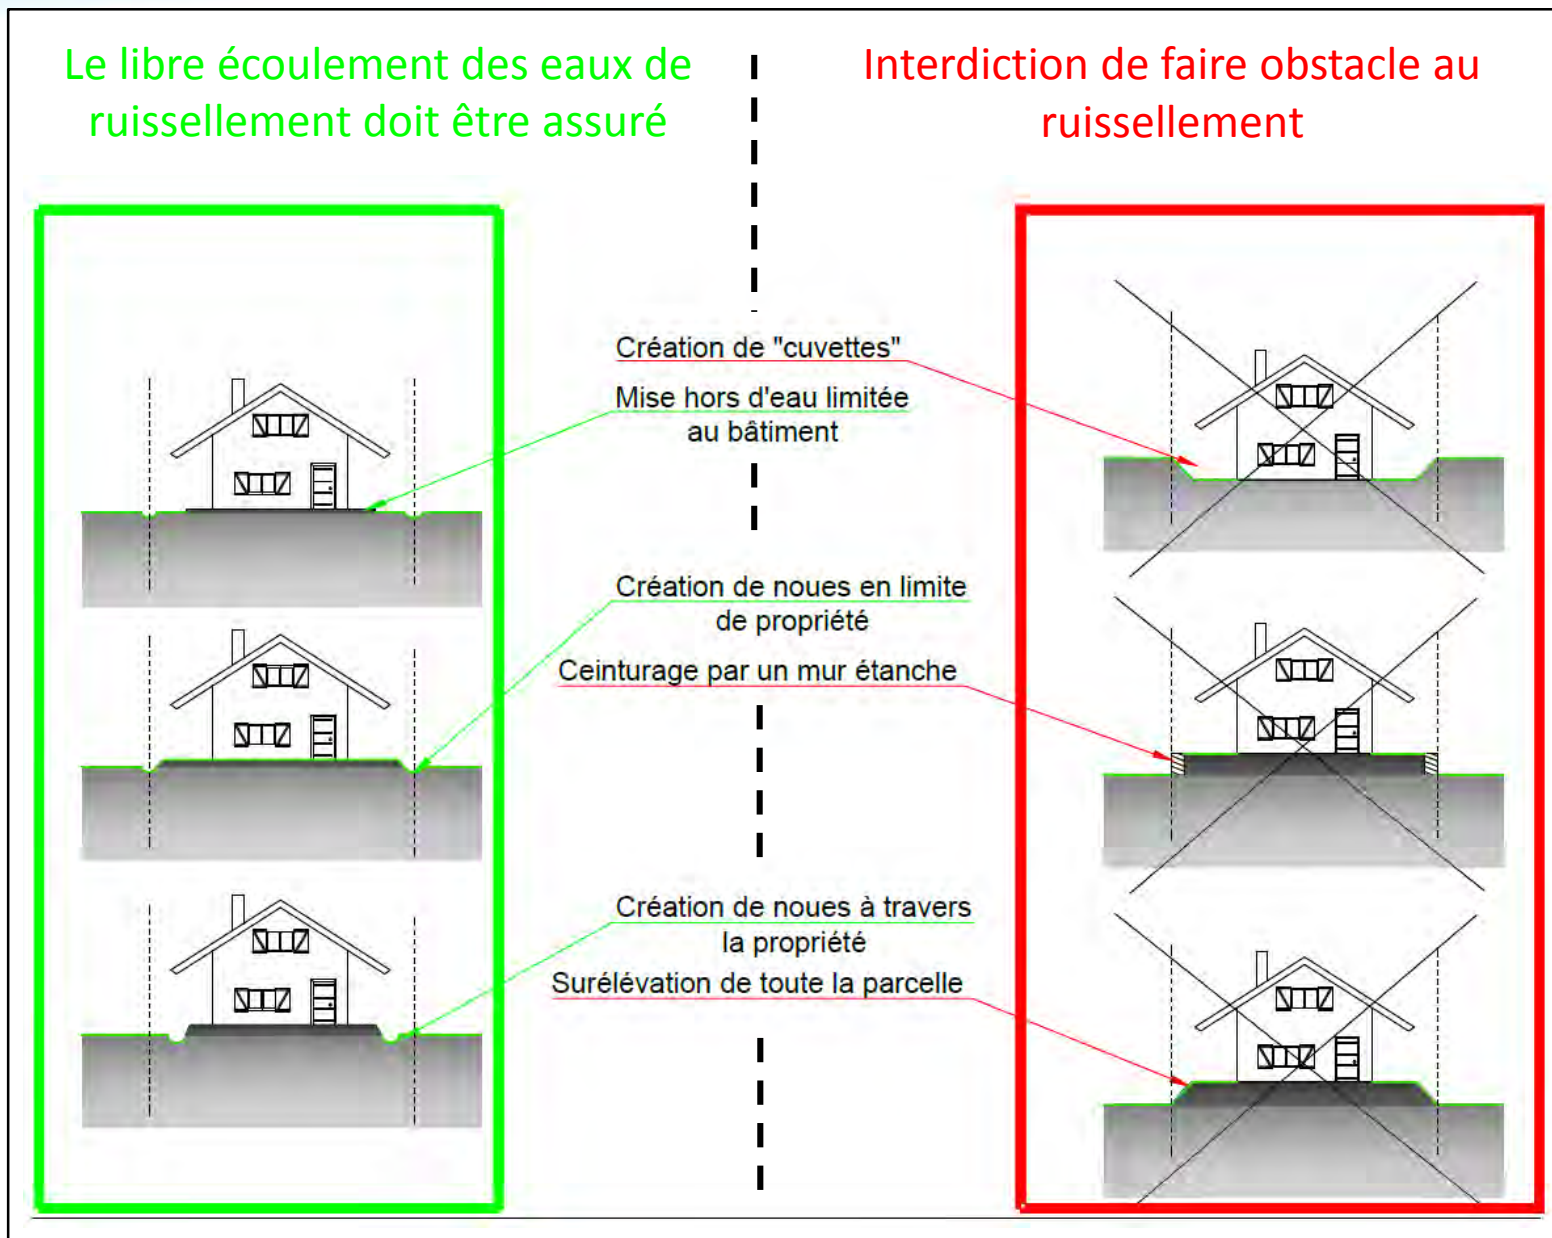 Le libre écoulement des eaux de
ruissellement doit être assuré
Interdiction de faire obstacle au
ruissellement
Création de "cuvettes"
Mise hors d'eau limitée
au bâtiment
Création de noues en limite
de propriété
Ceinturage par un mur étanche
Création de noues à travers
la propriété
Surélévation de toute la parcelle